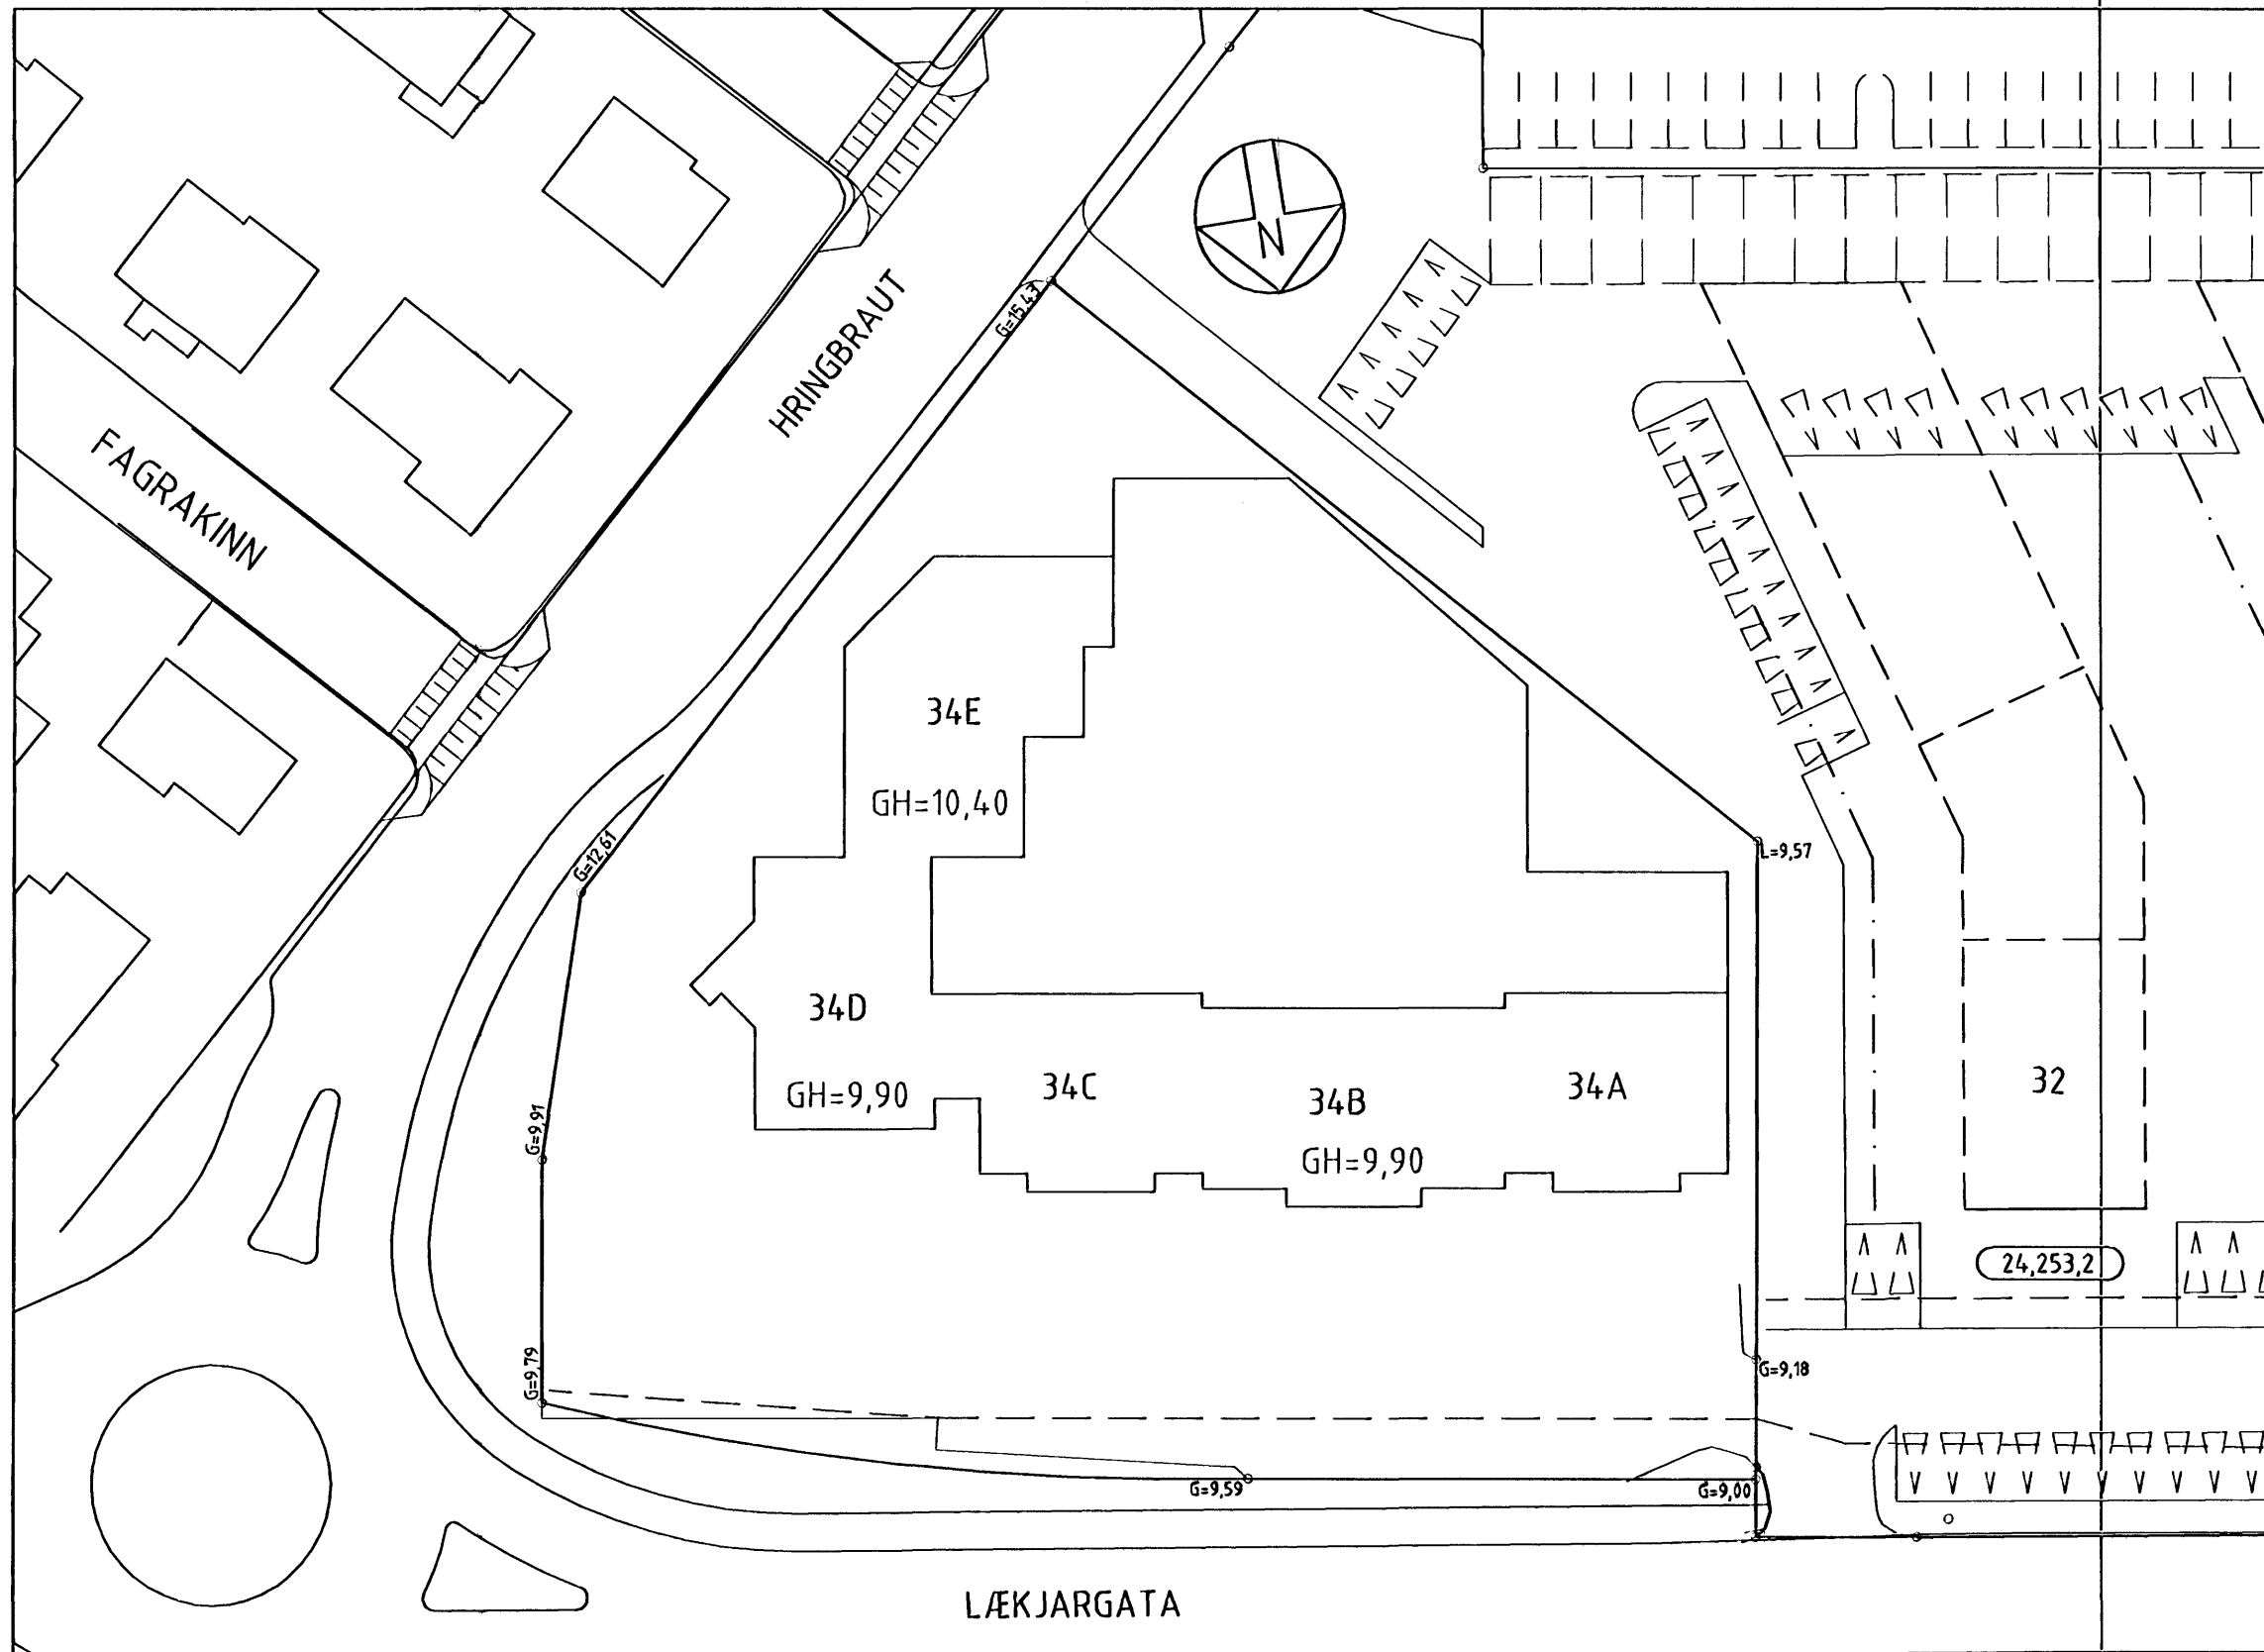 N
G=15,43
HRINGBRAUT
FAGRAKINN
34E
GH=10,40
G=12,61
L=9,57
34D
GH=9,90
34C
34B
34A
GH=9,90
32
G=9,91
24,253,2
G=9,79
G=9,18
G=9,59
G=9,00
LÆKJARGATA